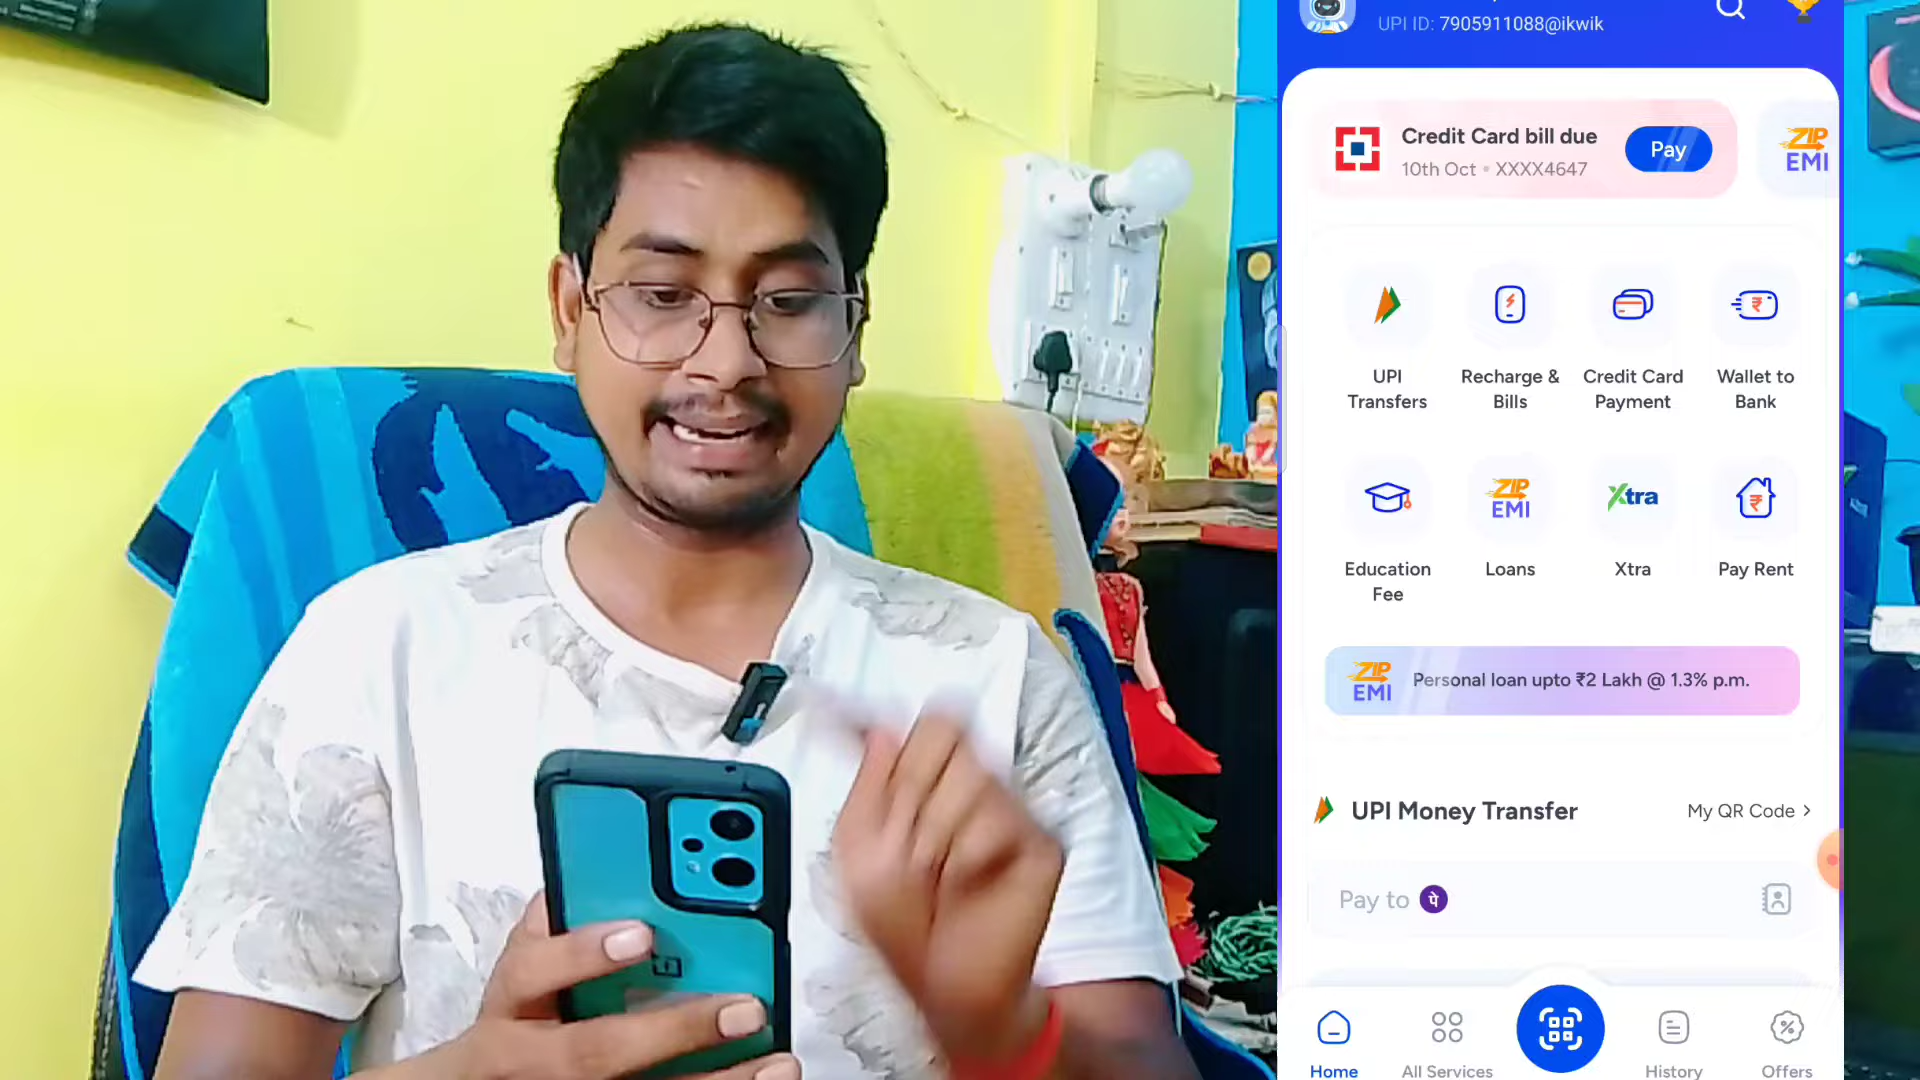 UPI ID: 7905911088@ikwik
Credit Card bill due
10th Oct • XXXX4647
Pay
ZIP
EMI
UPI
Transfers
Recharge &
Bills
Credit Card
Payment
Wallet to
Bank
Education
Fee
ZIP
EMI
Loans
Xtra
Xtra
Pay Rent
ZIP
EMI
Personal loan upto ₹2 Lakh @ 1.3% p.m.
UPI Money Transfer
My QR Code >
Pay to पे
Home
All Services
History
Offers